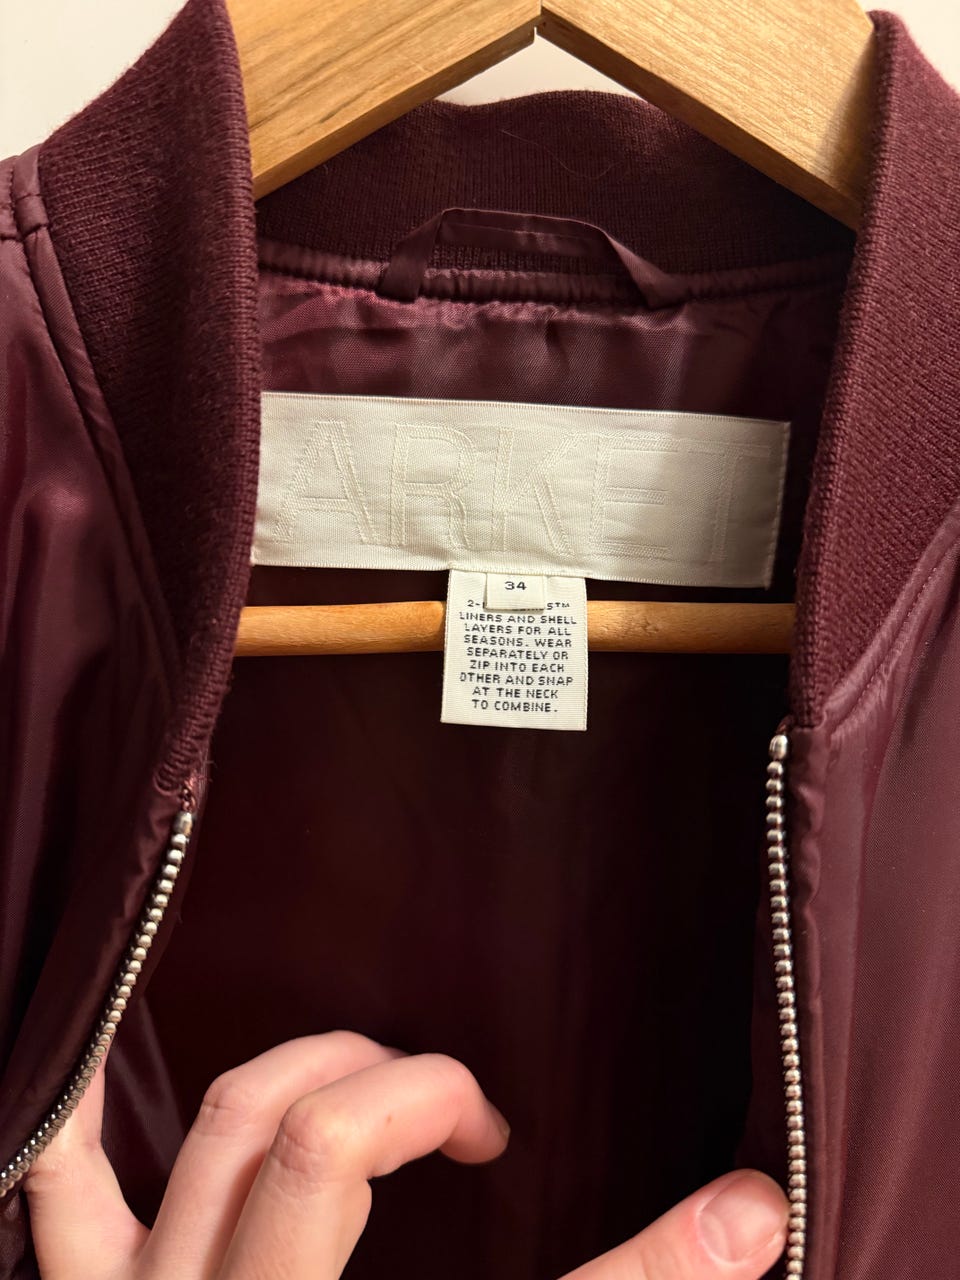 ARKET
34
LINERS AND SHELL
LAYERS FOR ALL
SEASONS. WEAR
SEPARATELY OR
ZIP INTO EACH
OTHER AND SNAP
AT THE NECK
TO COMBINE.